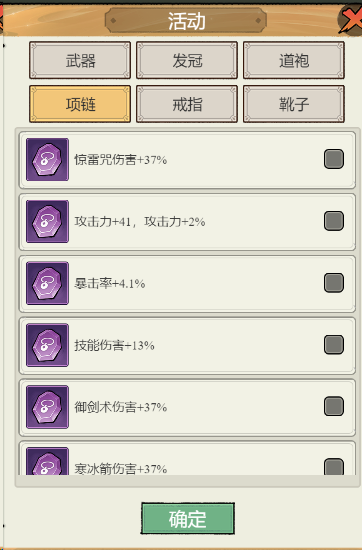 活动
武器 发冠 道袍
项链 戒指 靴子
惊雷咒伤害+37%
攻击力+41，攻击力+2%
暴击率+4.1%
技能伤害+13%
御剑术伤害+37%
寒冰箭伤害+37%
确定